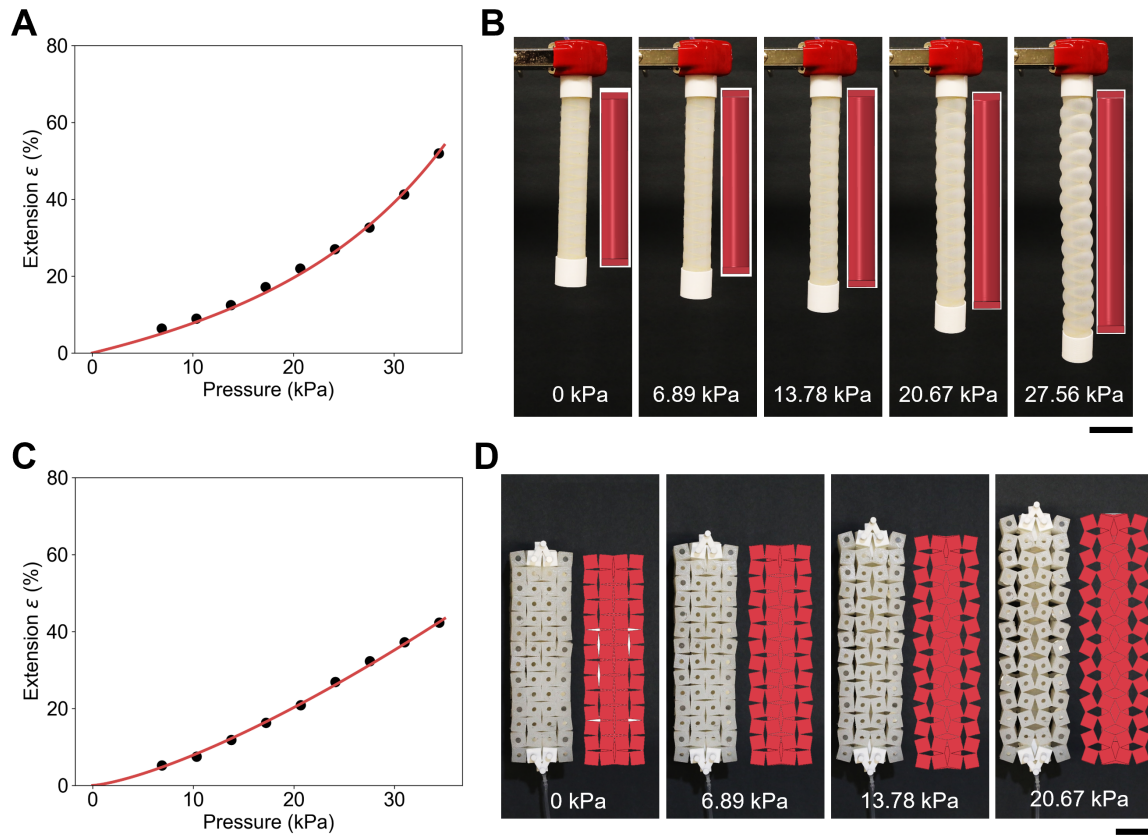 A
80
60
40
20
0
Extension ε (%)
0 10 20 30
Pressure (kPa)
B
0 kPa 6.89 kPa 13.78 kPa 20.67 kPa 27.56 kPa
C
80
60
40
20
0
Extension ε (%)
0 10 20 30
Pressure (kPa)
D
0 kPa 6.89 kPa 13.78 kPa 20.67 kPa